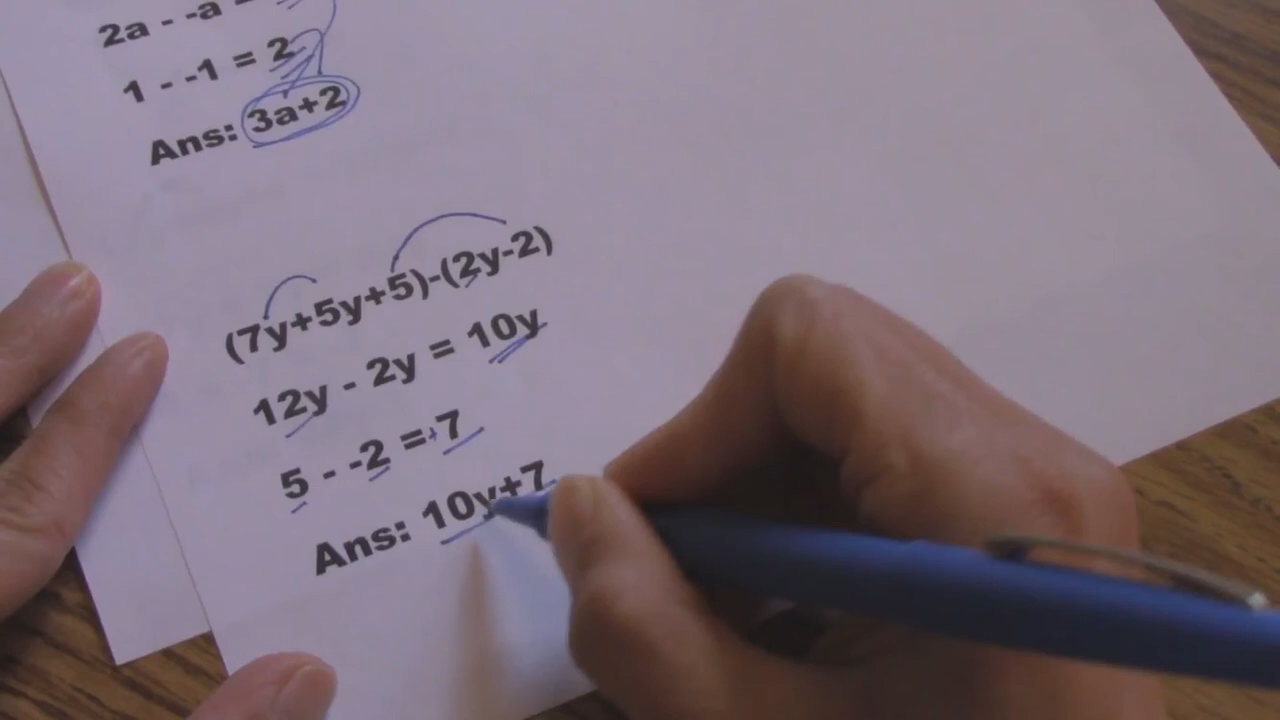 2a - -a =
1 - -1 = 2
Ans: 3a+2
(7y+5y+5)-(2y-2)
12y - 2y = 10y
5 - -2 =+7
Ans: 10y+7